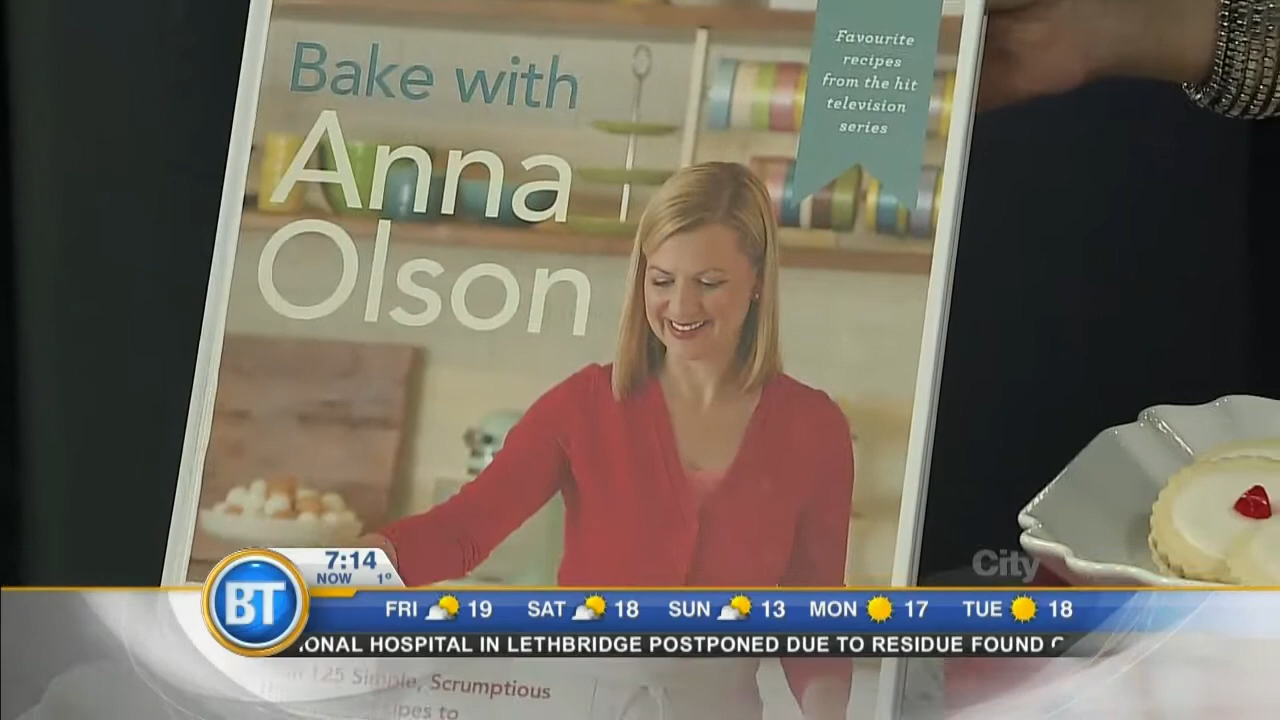 Bake with
Anna
Olson
Favourite
recipes
from the hit
television
series
City
7:14
NOW 1°
BT
FRI 19 SAT 18 SUN 13 MON 17 TUE 18
IONAL HOSPITAL IN LETHBRIDGE POSTPONED DUE TO RESIDUE FOUND
125 Simple, Scrumptious
to